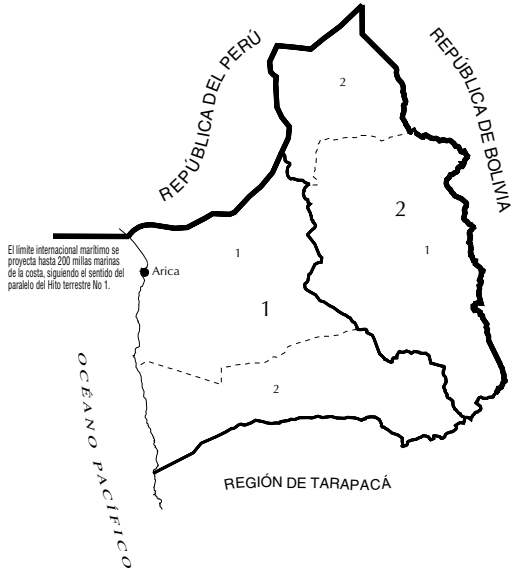 REPÚBLICA DEL PERÚ
REPÚBLICA DE BOLIVIA
2
2
El límite internacional marítimo se
proyecta hasta 200 millas marinas
de la costa, siguiendo el sentido del
paralelo del Hito terrestre No 1.
1
1
Arica
1
2
OCÉANO PACÍFICO
REGIÓN DE TARAPACÁ